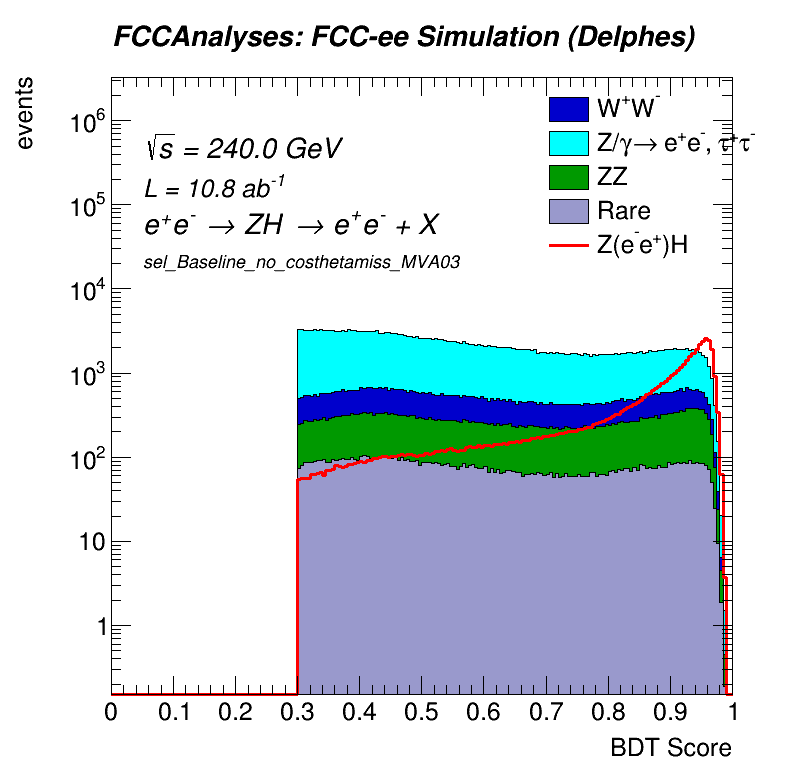 FCCAnalyses: FCC-ee Simulation (Delphes)
events
√s = 240.0 GeV
L = 10.8 ab⁻¹
e⁺e⁻ → ZH → e⁺e⁻ + X
sel_Baseline_no_costhetamiss_MVA03
W⁺W⁻
Z/γ→ e⁺e⁻, τ⁺τ⁻
ZZ
Rare
Z(e⁻e⁺)H
10⁶
10⁵
10⁴
10³
10²
10
1
0 0.1 0.2 0.3 0.4 0.5 0.6 0.7 0.8 0.9 1
BDT Score